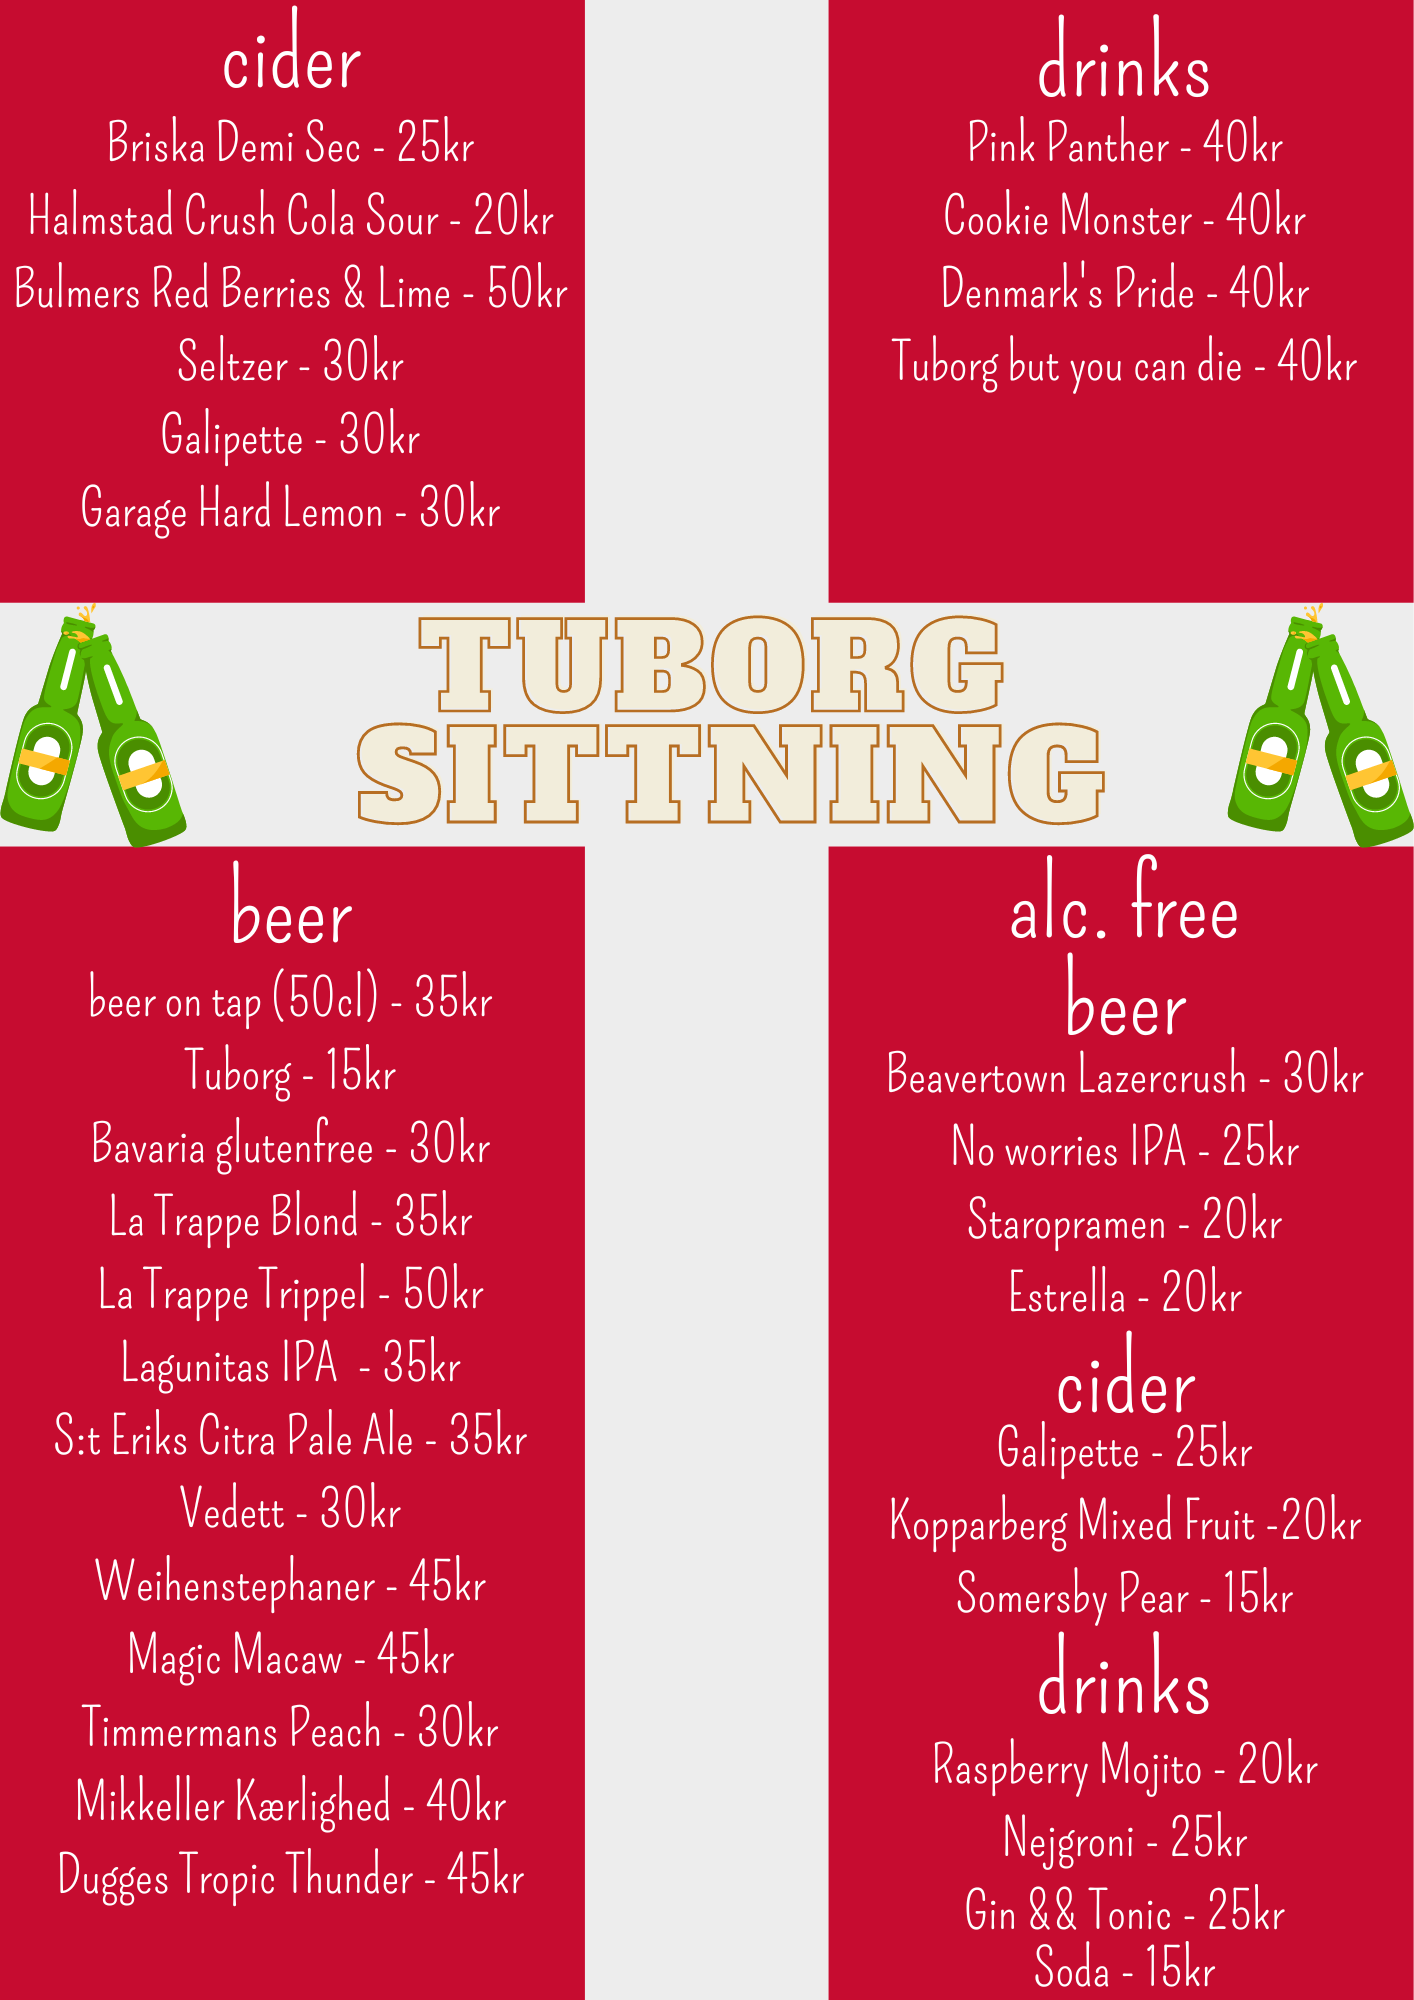 cider
Briska Demi Sec - 25kr
Halmstad Crush Cola Sour - 20kr
Bulmers Red Berries & Lime - 50kr
Seltzer - 30kr
Galipette - 30kr
Garage Hard Lemon - 30kr
drinks
Pink Panther - 40kr
Cookie Monster - 40kr
Denmark's Pride - 40kr
Tuborg but you can die - 40kr
TUBORG
SITTNING
beer
beer on tap (50cl) - 35kr
Tuborg - 15kr
Bavaria glutenfree - 30kr
La Trappe Blond - 35kr
La Trappe Trippel - 50kr
Lagunitas IPA  - 35kr
S:t Eriks Citra Pale Ale - 35kr
Vedett - 30kr
Weihenstephaner - 45kr
Magic Macaw - 45kr
Timmermans Peach - 30kr
Mikkeller Kærlighed - 40kr
Dugges Tropic Thunder - 45kr
alc. free
beer
Beavertown Lazercrush - 30kr
No worries IPA - 25kr
Staropramen - 20kr
Estrella - 20kr
cider
Galipette - 25kr
Kopparberg Mixed Fruit -20kr
Somersby Pear - 15kr
drinks
Raspberry Mojito - 20kr
Nejgroni - 25kr
Gin && Tonic - 25kr
Soda - 15kr